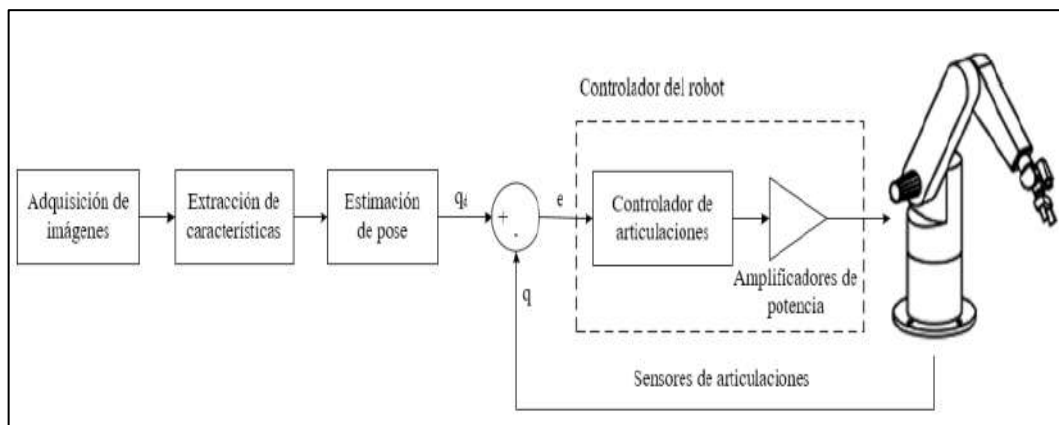 Controlador del robot
Adquisición de
imágenes
Extracción de
características
Estimación
de pose
qd
+
-
e
Controlador de
articulaciones
Amplificadores de
potencia
q
Sensores de articulaciones